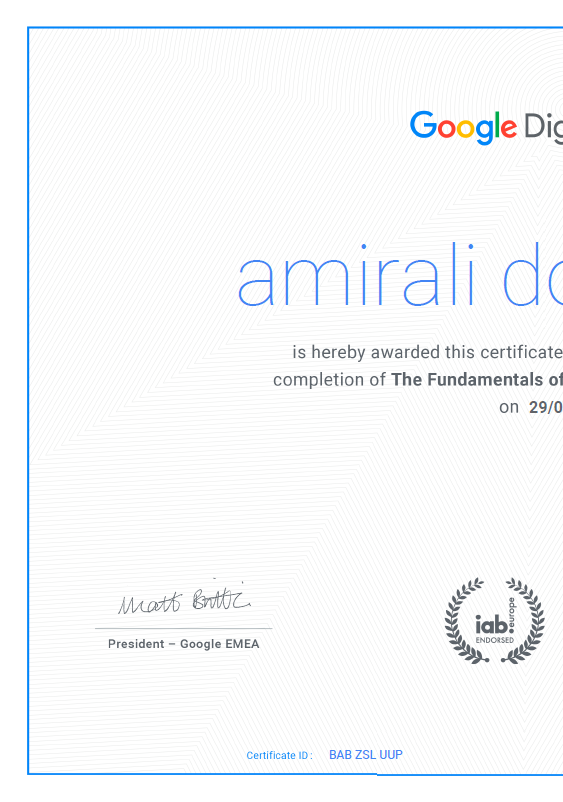 Google Dig
amirali do
is hereby awarded this certificate
completion of The Fundamentals of
on 29/0
Matt Brittin
President – Google EMEA
iab.
europe
ENDORSED
Certificate ID : BAB ZSL UUP